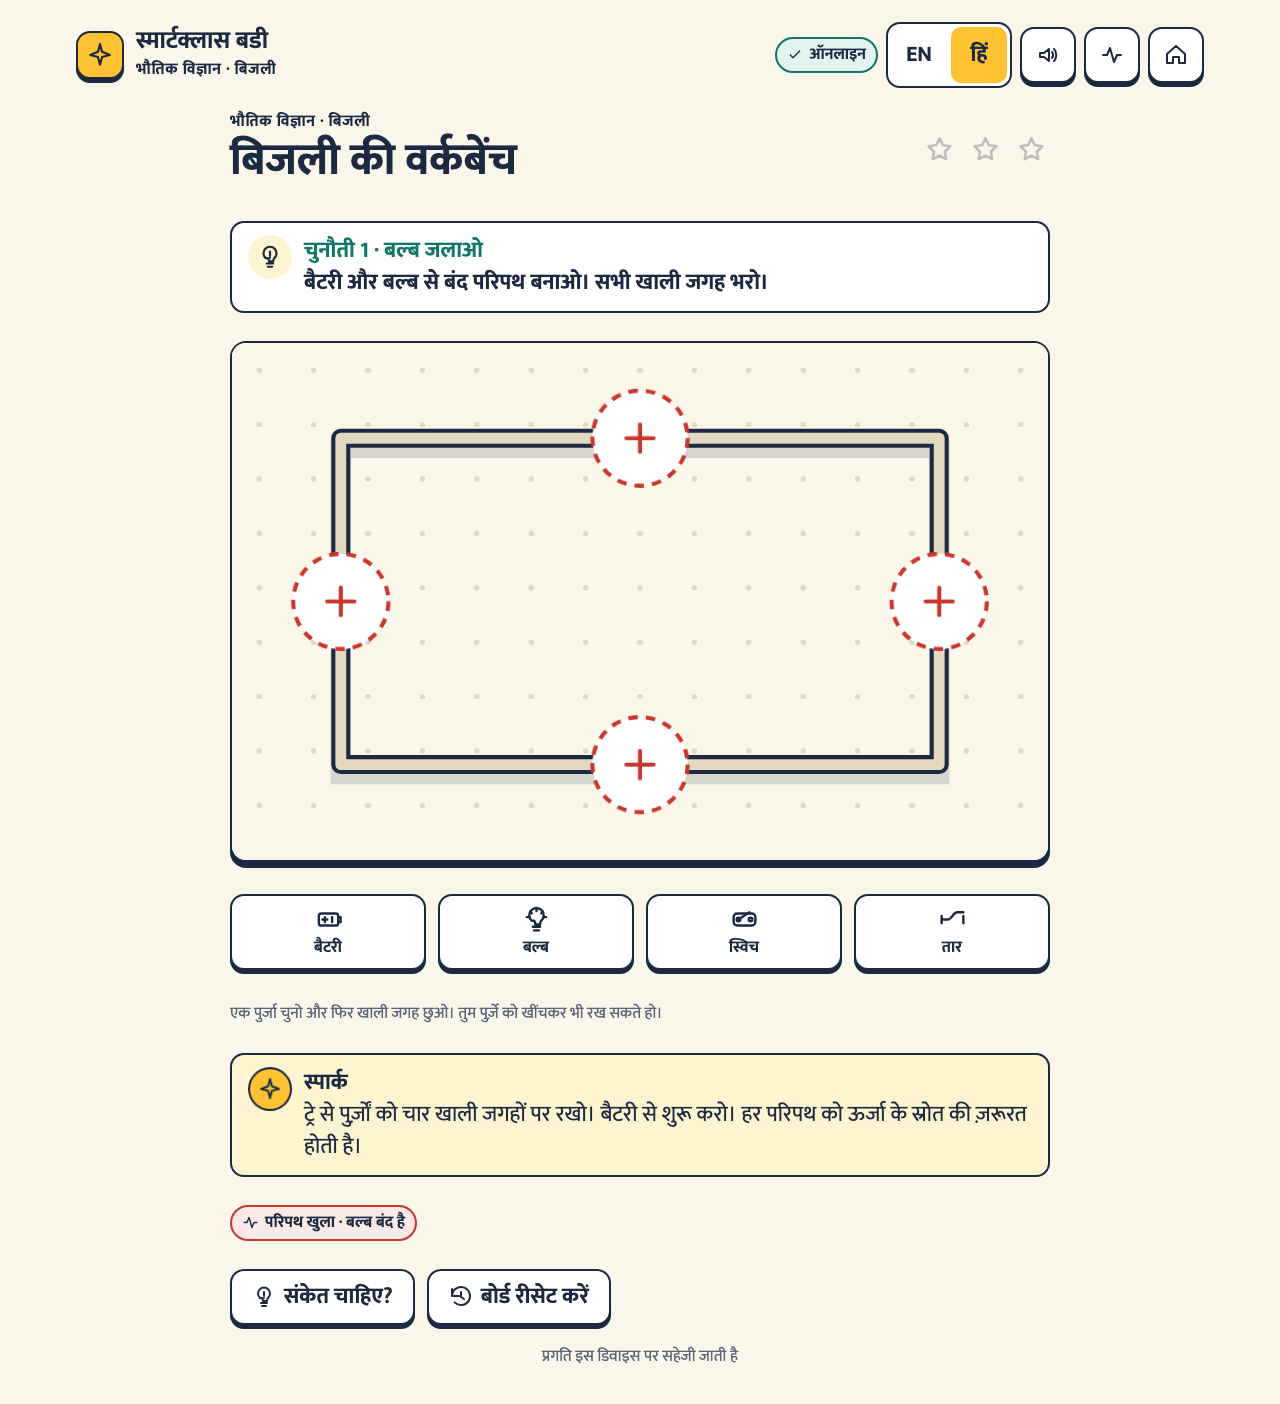 स्मार्टक्लास बडी
भौतिक विज्ञान · बिजली
ऑनलाइन
EN
हिं
भौतिक विज्ञान · बिजली
बिजली की वर्कबेंच
चुनौती 1 · बल्ब जलाओ
बैटरी और बल्ब से बंद परिपथ बनाओ। सभी खाली जगह भरो।
बैटरी
बल्ब
स्विच
तार
एक पुर्जा चुनो और फिर खाली जगह छुओ। तुम पुर्ज़े को खींचकर भी रख सकते हो।
स्पार्क
ट्रे से पुर्ज़ों को चार खाली जगहों पर रखो। बैटरी से शुरू करो। हर परिपथ को ऊर्जा के स्रोत की ज़रूरत
होती है।
परिपथ खुला · बल्ब बंद है
संकेत चाहिए?
बोर्ड रीसेट करें
प्रगति इस डिवाइस पर सहेजी जाती है